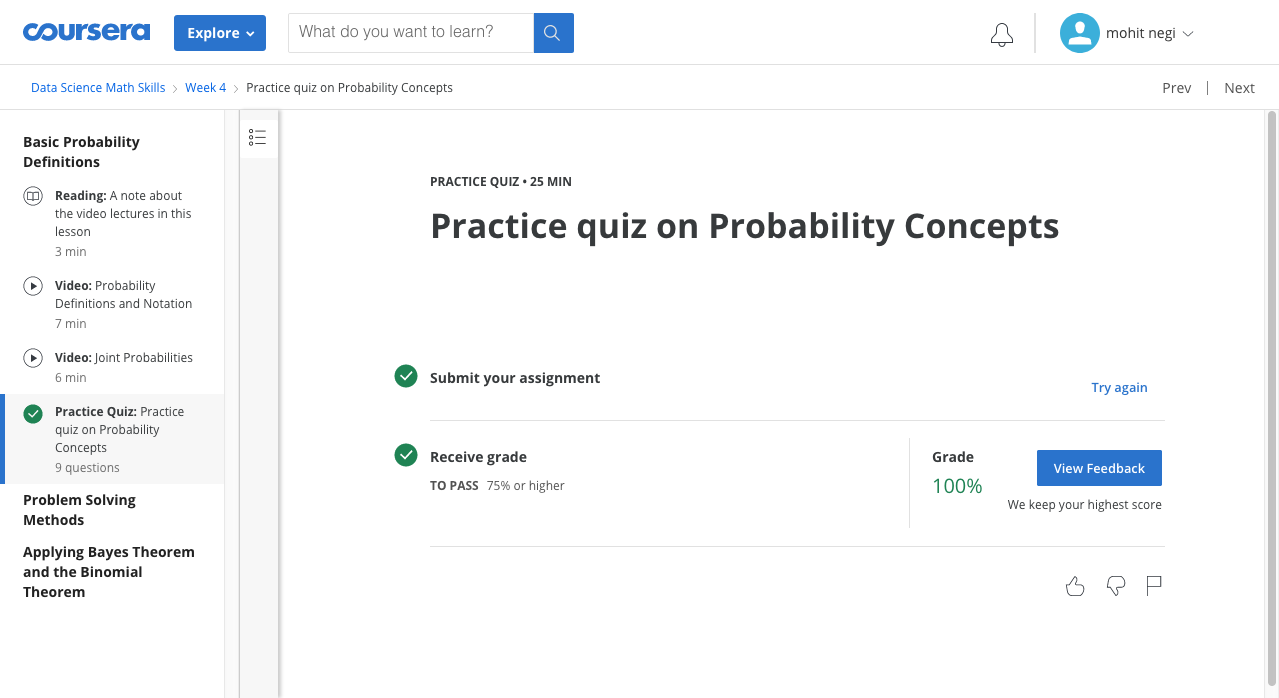 coursera
Explore
What do you want to learn?
mohit negi
Data Science Math Skills
Week 4
Practice quiz on Probability Concepts
Prev
Next
Basic Probability
Definitions
Reading: A note about
the video lectures in this
lesson
3 min
Video: Probability
Definitions and Notation
7 min
Video: Joint Probabilities
6 min
Practice Quiz: Practice
quiz on Probability
Concepts
9 questions
Problem Solving
Methods
Applying Bayes Theorem
and the Binomial
Theorem
PRACTICE QUIZ • 25 MIN
Practice quiz on Probability Concepts
Submit your assignment
Try again
Receive grade
TO PASS 75% or higher
Grade
100%
View Feedback
We keep your highest score